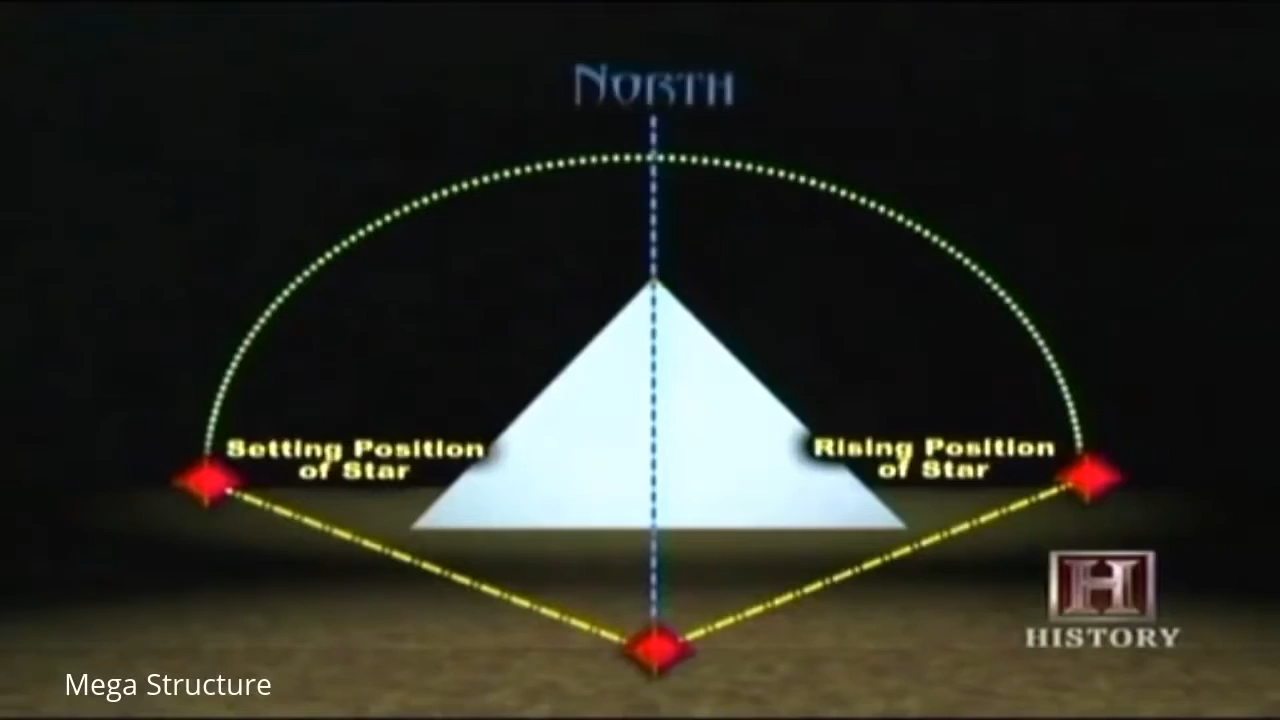 North
Setting Position
of Star
Rising Position
of Star
H
HISTORY
Mega Structure